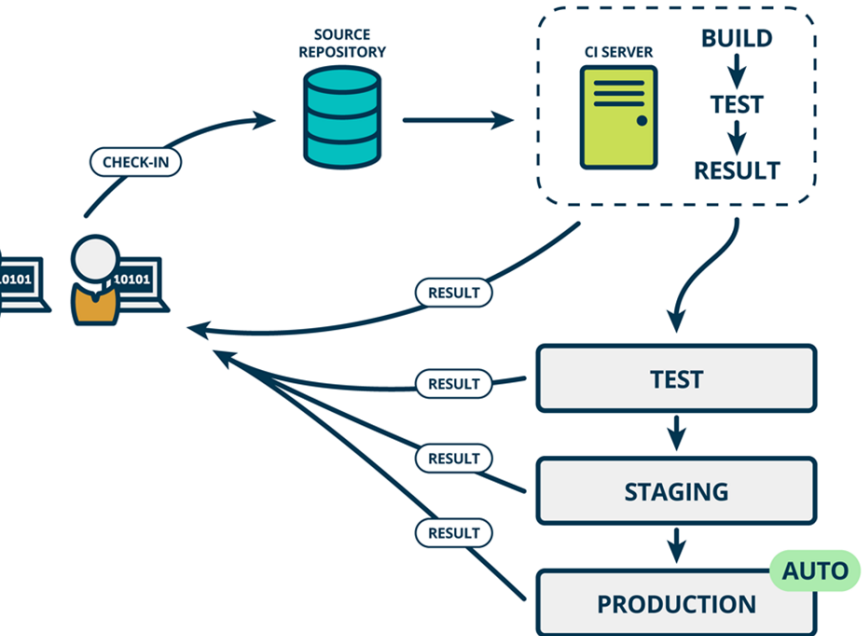 SOURCE
REPOSITORY
CI SERVER
BUILD
TEST
RESULT
CHECK-IN
10101
10101
RESULT
TEST
RESULT
RESULT
STAGING
RESULT
AUTO
PRODUCTION